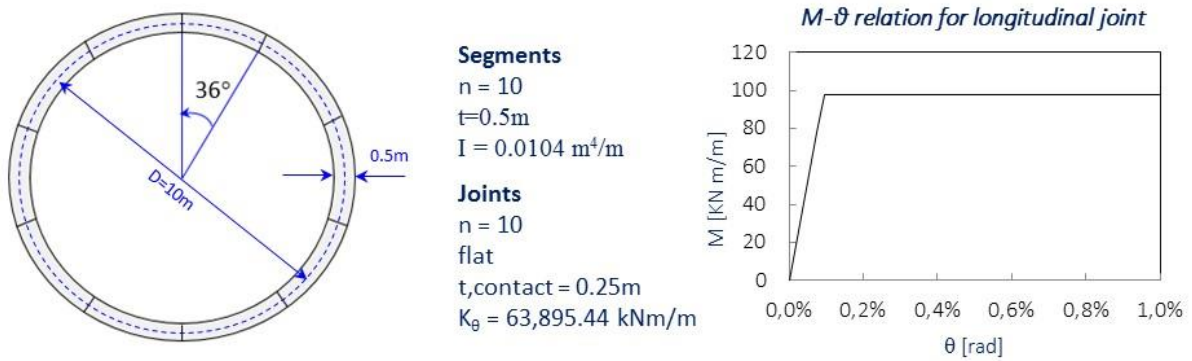 36°
D=10m
0.5m
Segments
n = 10
t=0.5m
I = 0.0104 m⁴/m
Joints
n = 10
flat
t,contact = 0.25m
Kθ = 63,895.44 kNm/m
M-ϑ relation for longitudinal joint
M [KN m/m]
120
100
80
60
40
20
0
0,0% 0,2% 0,4% 0,6% 0,8% 1,0%
θ [rad]